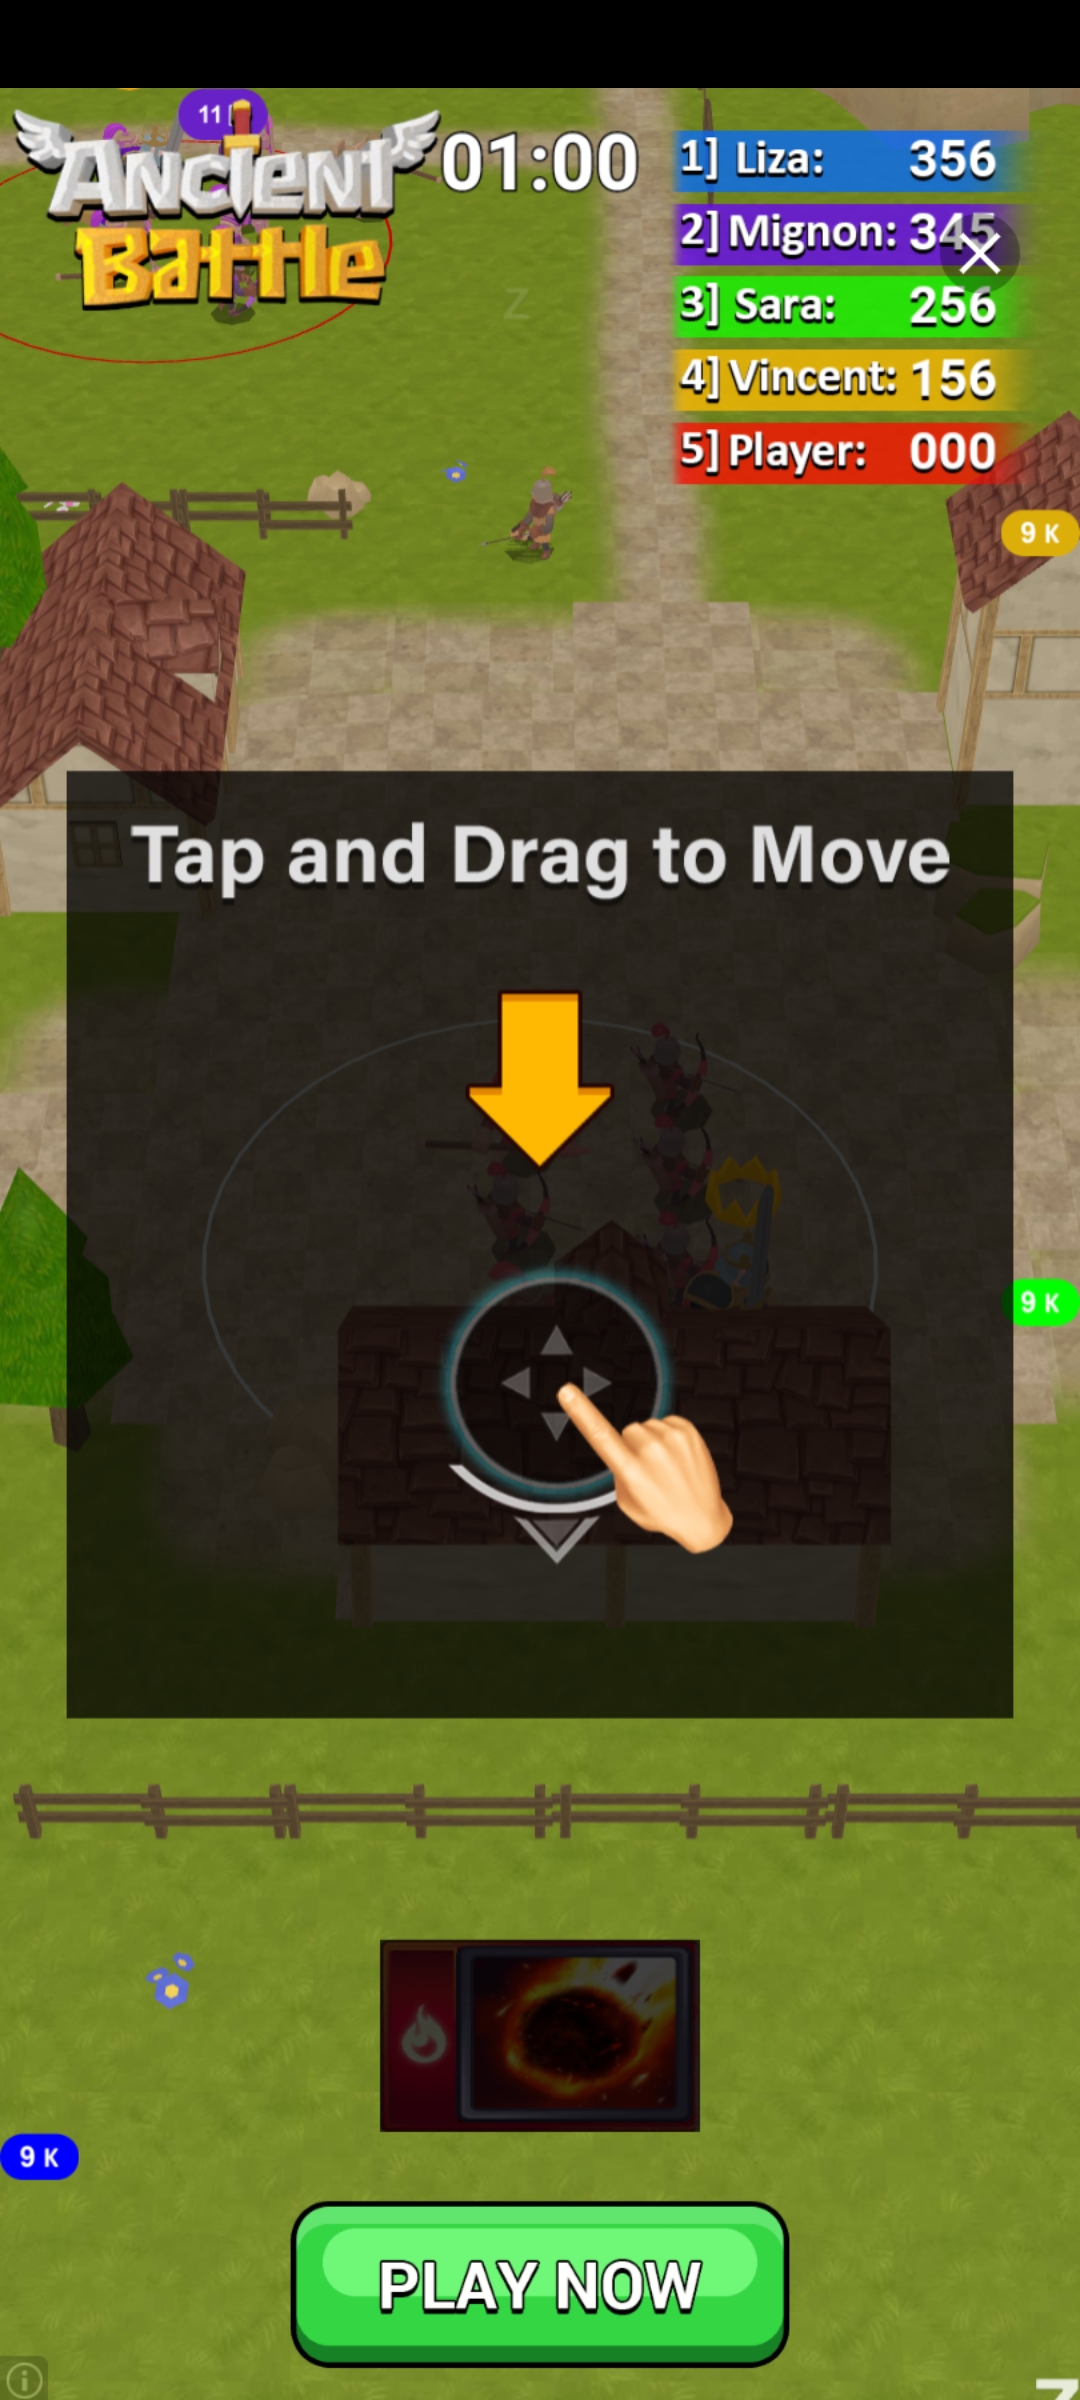 11
Ancient
Battle
01:00
1] Liza: 356
2] Mignon: 345
3] Sara: 256
4] Vincent: 156
5] Player: 000
Z
9 K
Tap and Drag to Move
9 K
9 K
PLAY NOW